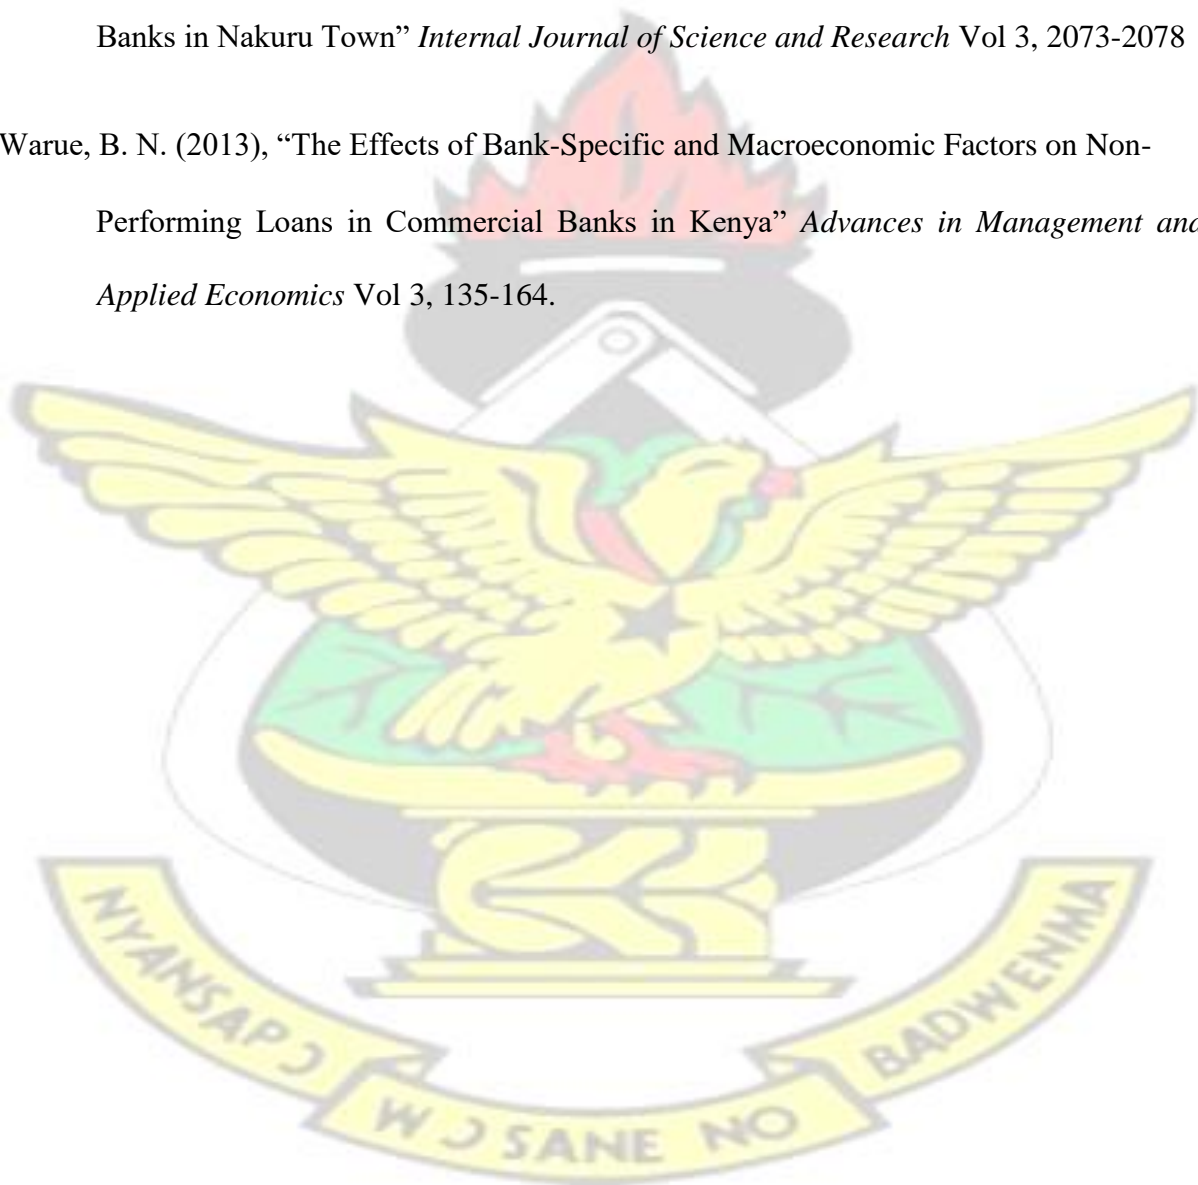 Banks in Nakuru Town” Internal Journal of Science and Research Vol 3, 2073-2078
Warue, B. N. (2013), “The Effects of Bank-Specific and Macroeconomic Factors on Non-
Performing Loans in Commercial Banks in Kenya” Advances in Management and
Applied Economics Vol 3, 135-164.
NYANSAPƆ
WƆSANE NO
BADWENMA